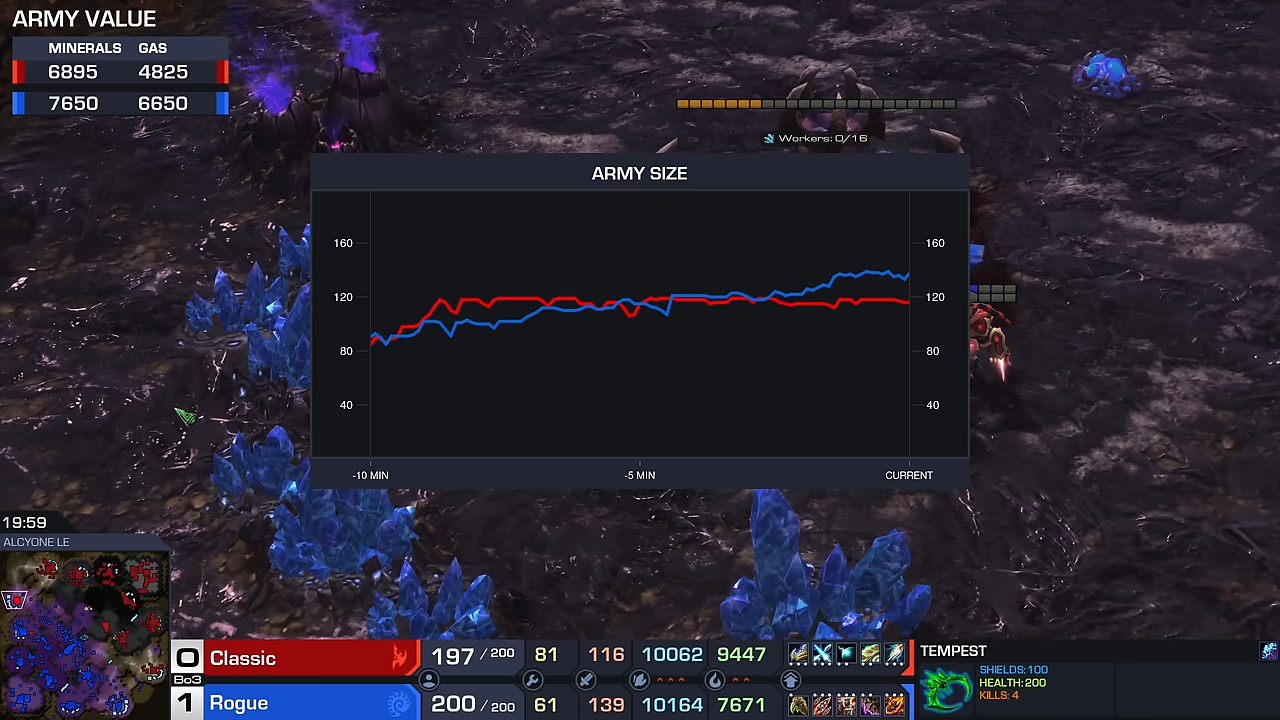 ARMY VALUE
MINERALS GAS
6895 4825
7650 6650
Workers: 0/16
ARMY SIZE
160 160
120 120
80 80
40 40
-10 MIN -5 MIN CURRENT
19:59
ALCYONE LE
0 Classic 197 / 200 81 116 10062 9447
Bo3
1 Rogue 200 / 200 61 139 10164 7671
TEMPEST
SHIELDS: 100
HEALTH: 200
KILLS: 4